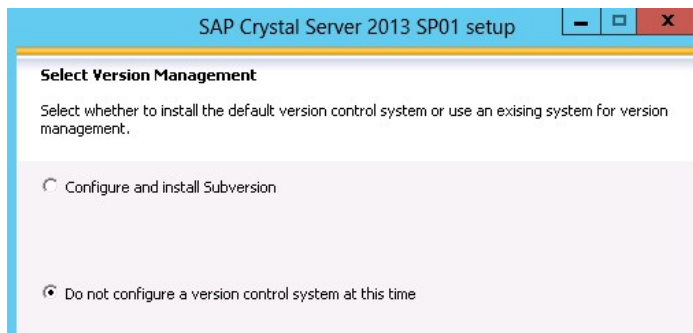 SAP Crystal Server 2013 SP01 setup
Select Version Management
Select whether to install the default version control system or use an exising system for version
management.
Configure and install Subversion
Do not configure a version control system at this time